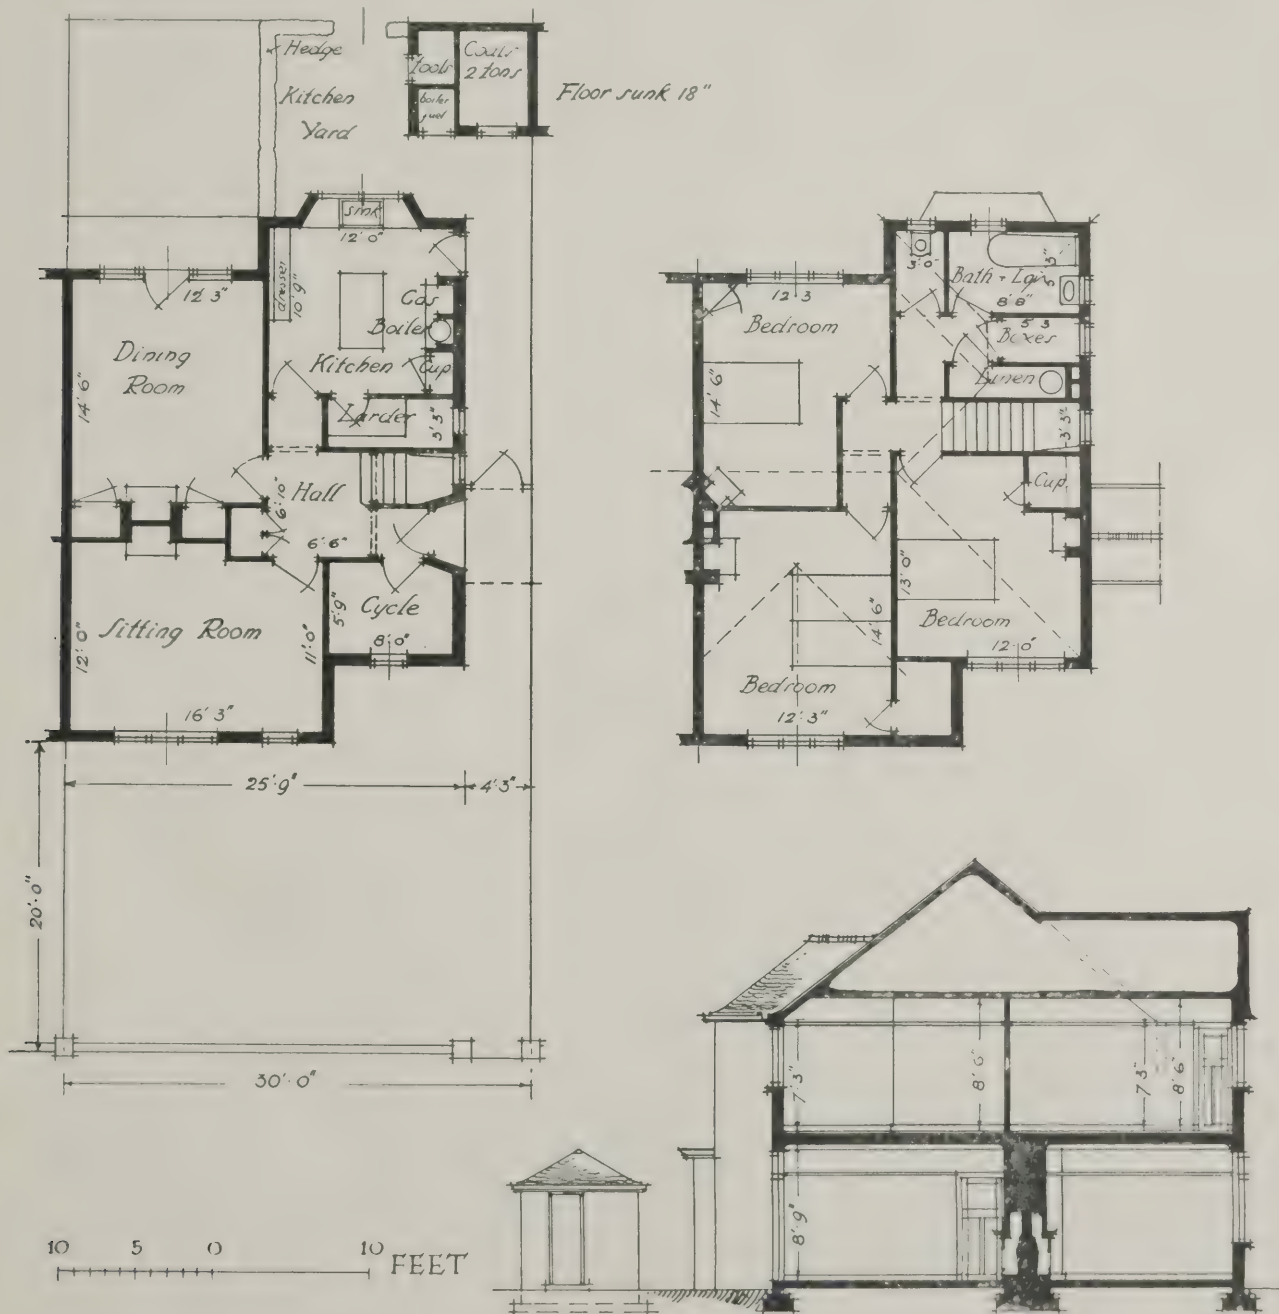 Hedge
Kitchen
Yard
tools
Coals
2 tons
boiler
fuel
Floor sunk 18"
sink
12'·0"
dresser
10'·9"
Gas
Boiler
Kitchen
Cup
Larder
3'·3"
12'·3"
Dining
Room
14'·6"
Hall
6'·10"
6'·6"
Cycle
5'·9"
8'·0"
Sitting Room
12'·0"
11'·0"
16'·3"
25'·9"
4'·3"
20'·0"
30'·0"
3'·0"
Bath + Lav
8'·8"
5'·3"
5'·3
Boxes
Linen
3'·3"
12'·3
Bedroom
14'·6"
Cup.
13'·0"
Bedroom
12'·0"
14'·6"
Bedroom
12'·3"
7'·3"
8'·6"
7'·3"
8'·6"
8'·9"
10 5 0 10 FEET